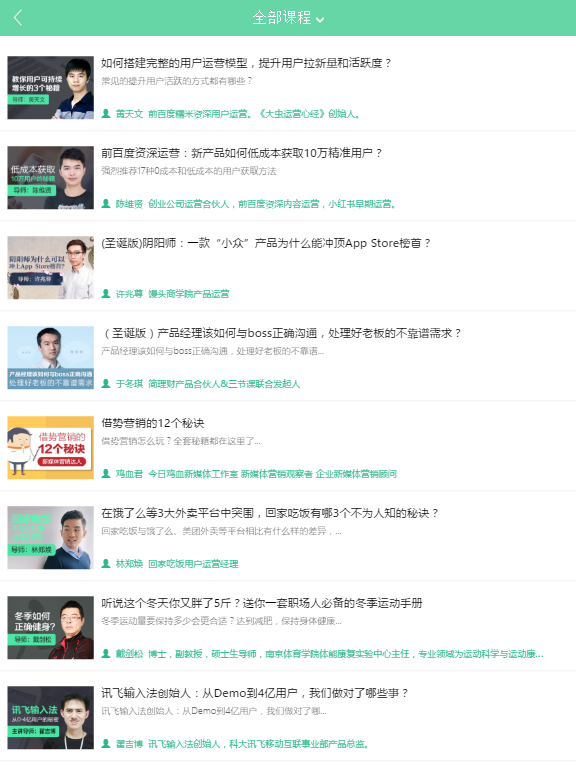 全部课程
教你用户可持续
增长的3个秘籍
导师：黄天文
如何搭建完整的用户运营模型，提升用户拉新量和活跃度？
常见的提升用户活跃的方式都有哪些？
黄天文 前百度糯米资深用户运营。《大虫运营心经》创始人。
低成本获取
10万用户的秘籍
导师：陈维贤
前百度资深运营：新产品如何低成本获取10万精准用户？
强烈推荐17种0成本和低成本的用户获取方法
陈维贤 创业公司运营合伙人，前百度资深内容运营，小红书早期运营。
阴阳师为什么可以
冲上App Store榜首?
导师：许兆尊
(圣诞版)阴阳师：一款“小众”产品为什么能冲顶App Store榜首？
许兆尊 馒头商学院产品运营
产品经理该如何与boss正确沟通
处理好老板的不靠谱需求
（圣诞版）产品经理该如何与boss正确沟通，处理好老板的不靠谱需求？
产品经理该如何与boss正确沟通，处理好老板的不靠谱...
于冬琪 简理财产品合伙人&三节课联合发起人
借势营销的
12个秘诀
新媒体营销达人
借势营销的12个秘诀
借势营销怎么玩？全套秘籍都在这里了...
鸡血君 今日鸡血新媒体工作室 新媒体营销观察者 企业新媒体营销顾问
导师：林郑焕
在饿了么等3大外卖平台中突围，回家吃饭有哪3个不为人知的秘诀？
回家吃饭与饿了么、美团外卖等平台相比有什么样的差异，...
林郑焕 回家吃饭用户运营经理
冬季如何
正确健身?
导师：戴剑松
听说这个冬天你又胖了5斤？送你一套职场人必备的冬季运动手册
冬季运动量要保持多少会更合适？达到减肥，保持身体健康...
戴剑松 博士，副教授，硕士生导师，南京体育学院体能康复实验中心主任，专业领域为运动科学与运动康...
讯飞输入法
从0-4亿用户的秘密
主讲导师：翟吉博
讯飞输入法创始人：从Demo到4亿用户，我们做对了哪些事？
讯飞输入法创始人：从Demo到4亿用户，我们做对了哪...
翟吉博 讯飞输入法创始人，科大讯飞移动互联事业部产品总监。